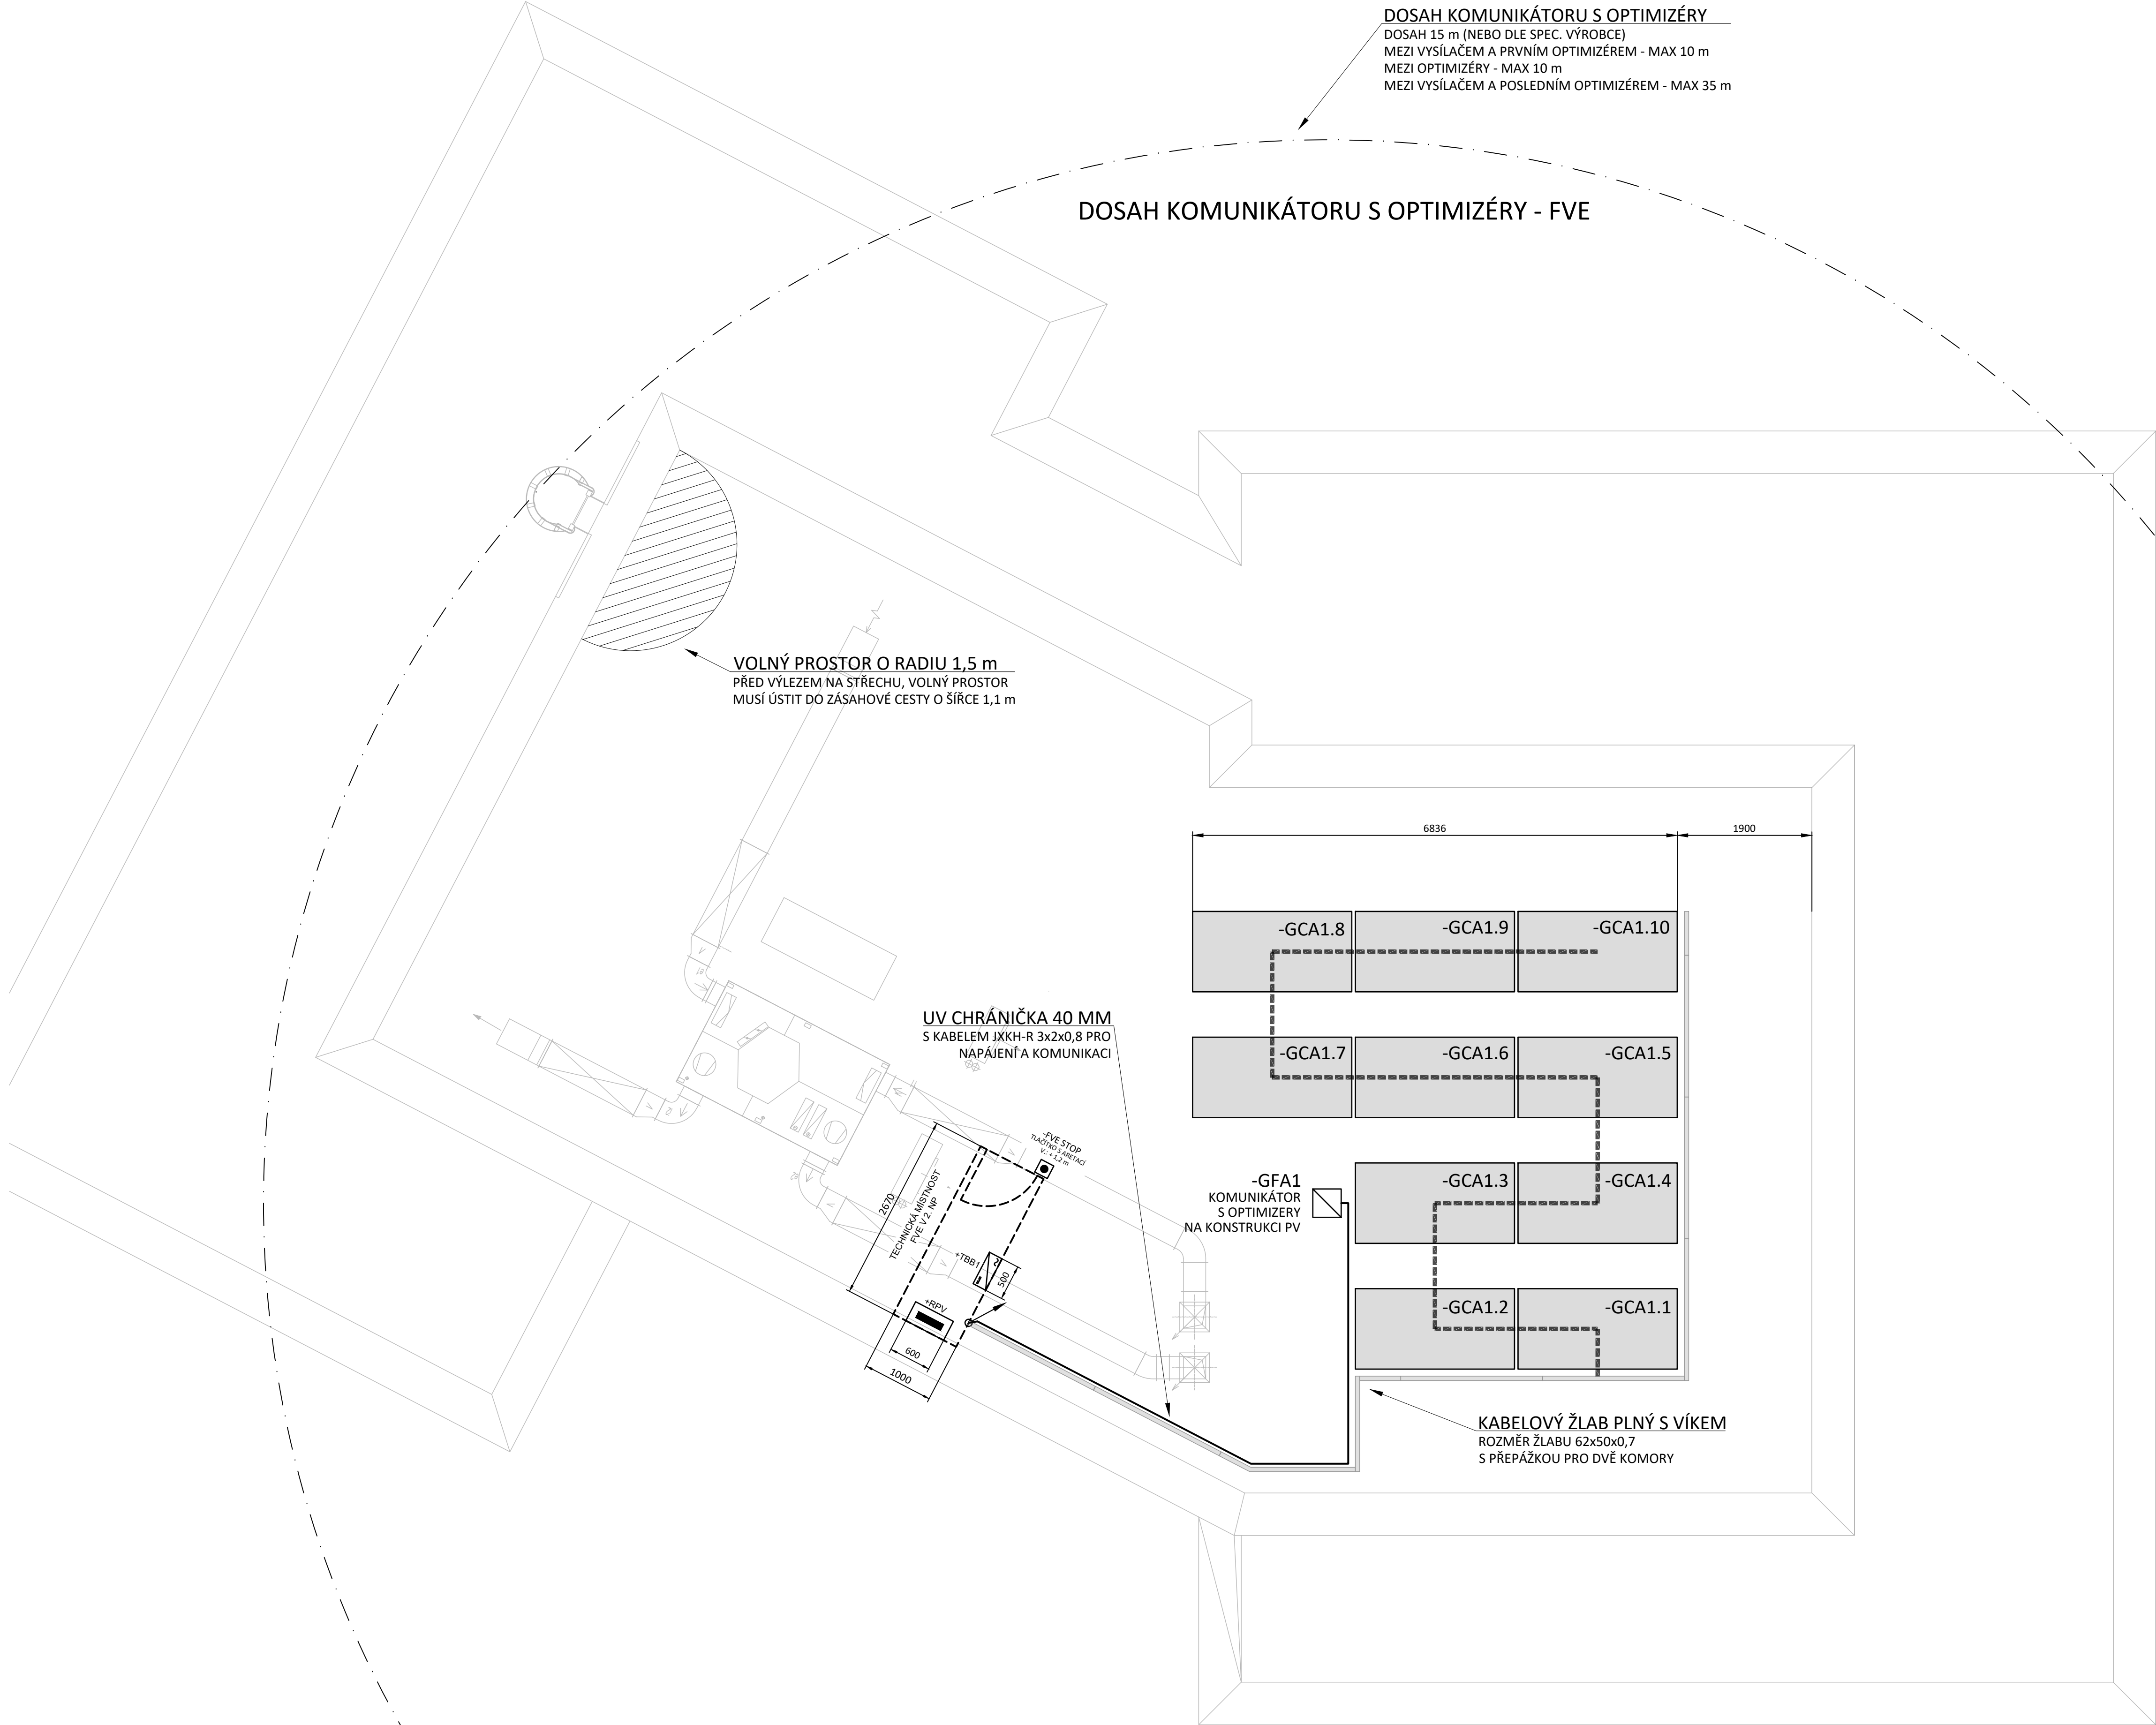 DOSAH KOMUNIKÁTORU S OPTIMIZÉRY
DOSAH 15 m (NEBO DLE SPEC. VÝROBCE)
MEZI VYSÍLAČEM A PRVNÍM OPTIMIZÉREM - MAX 10 m
MEZI OPTIMIZÉRY - MAX 10 m
MEZI VYSÍLAČEM A POSLEDNÍM OPTIMIZÉREM - MAX 35 m
DOSAH KOMUNIKÁTORU S OPTIMIZÉRY - FVE
VOLNÝ PROSTOR O RADIU 1,5 m
PŘED VÝLEZEM NA STŘECHU, VOLNÝ PROSTOR
MUSÍ ÚSTIT DO ZÁSAHOVÉ CESTY O ŠÍŘCE 1,1 m
6836
1900
-GCA1.8
-GCA1.9
-GCA1.10
UV CHRÁNIČKA 40 MM
S KABELEM JXKH-R 3x2x0,8 PRO
NAPÁJENÍ A KOMUNIKACI
-GCA1.7
-GCA1.6
-GCA1.5
-FVE STOP
TLAČÍTKO S ARETACÍ
V.: +1,2 m
-GFA1
KOMUNIKÁTOR
S OPTIMIZERY
NA KONSTRUKCI PV
-GCA1.3
-GCA1.4
2670
TECHNICKÁ MÍSTNOST
FVE V 2. NP
+TBB1
500
+RPV
600
1000
-GCA1.2
-GCA1.1
KABELOVÝ ŽLAB PLNÝ S VÍKEM
ROZMĚR ŽLABU 62x50x0,7
S PŘEPÁŽKOU PRO DVĚ KOMORY